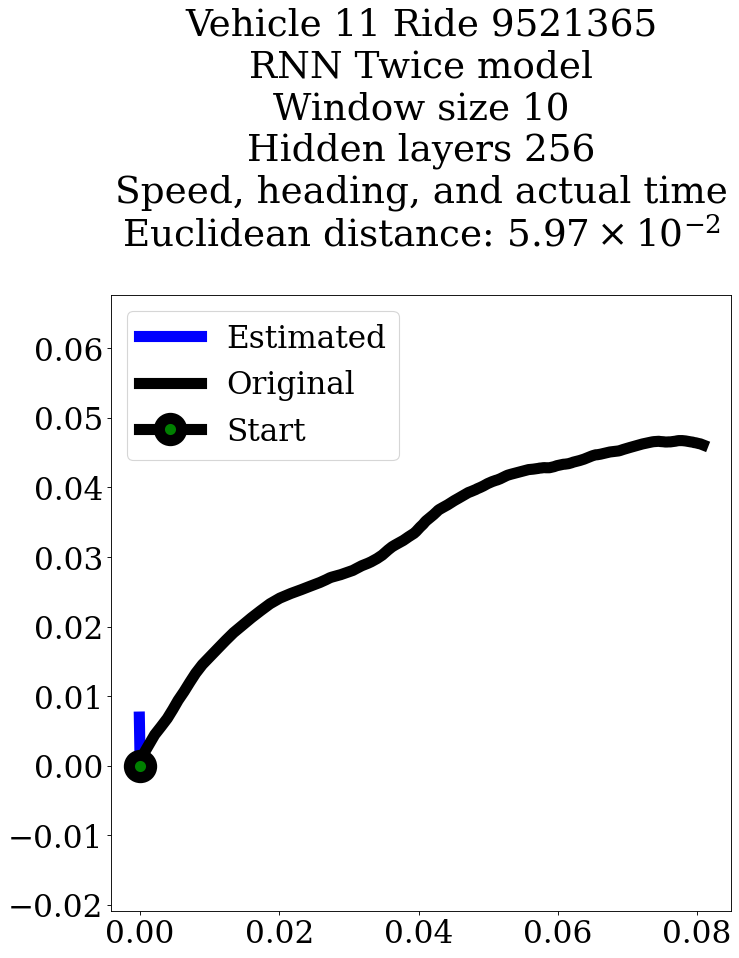 Vehicle 11 Ride 9521365
RNN Twice model
Window size 10
Hidden layers 256
Speed, heading, and actual time
Euclidean distance: 5.97 × 10⁻²
Estimated
Original
Start
0.06
0.05
0.04
0.03
0.02
0.01
0.00
−0.01
−0.02
0.00 0.02 0.04 0.06 0.08